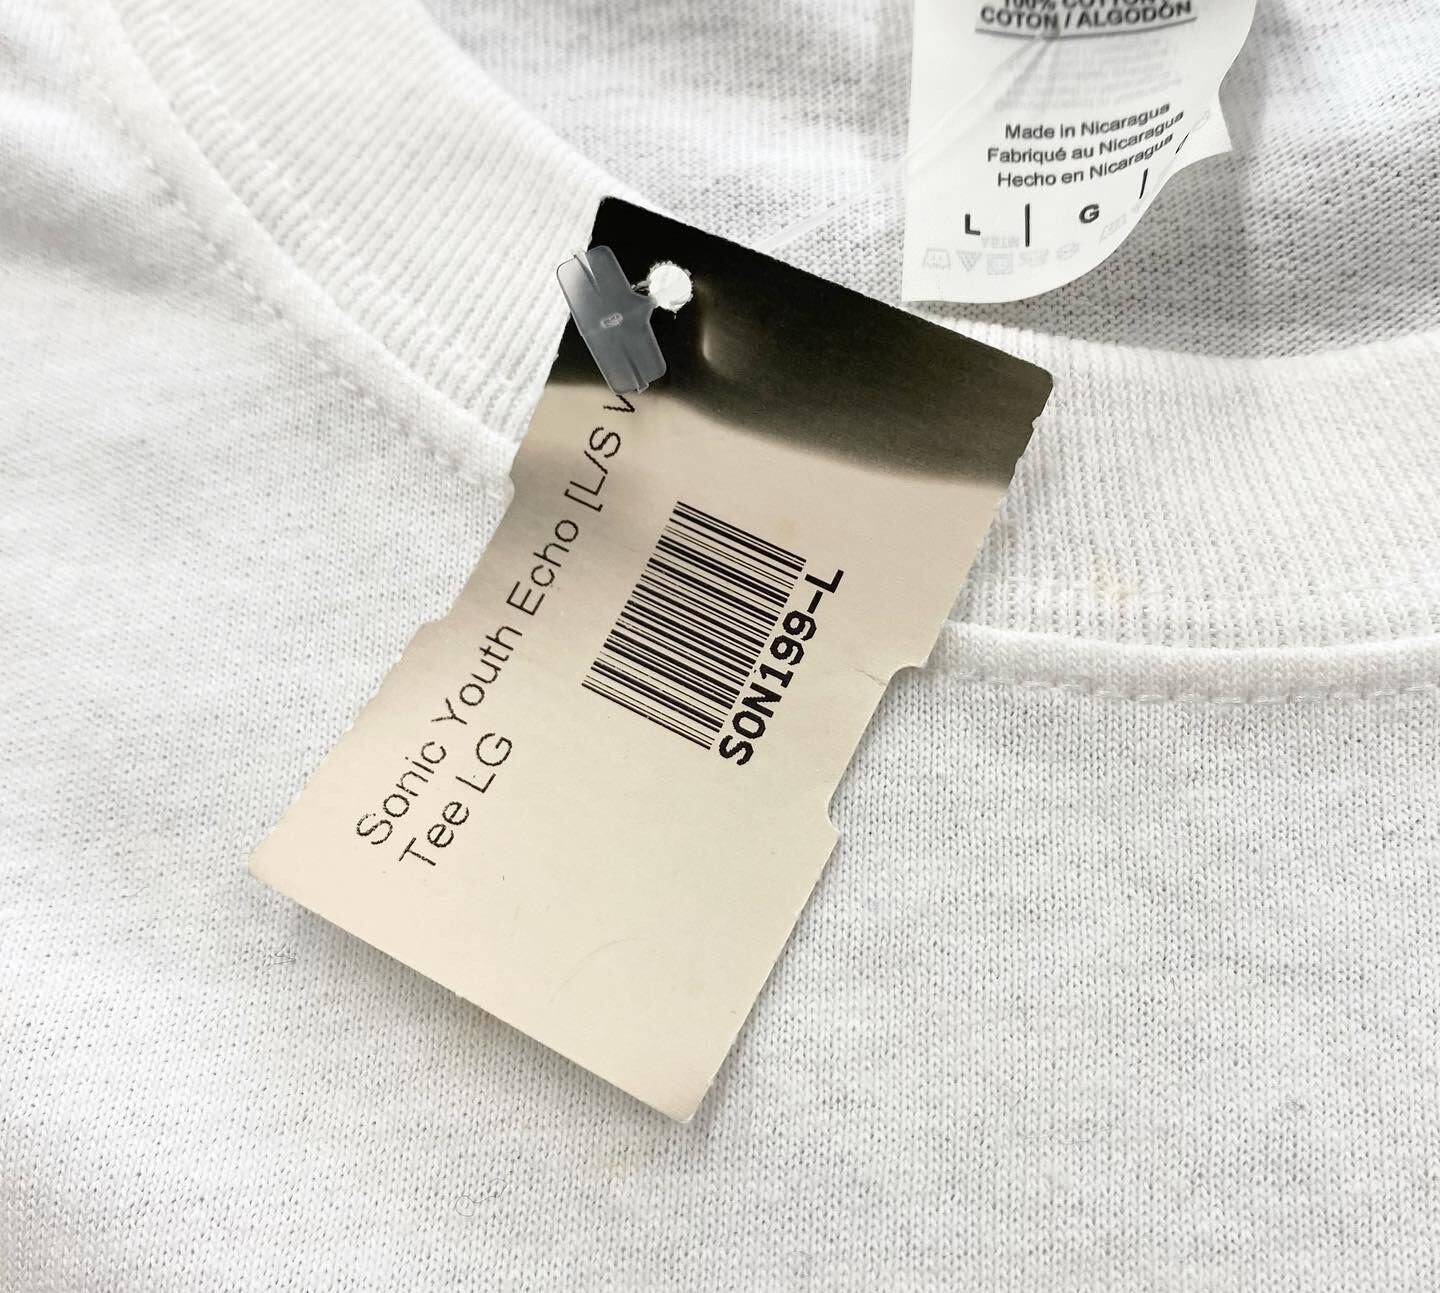 100% COTTON /
COTON / ALGODÓN
Made in Nicaragua
Fabriqué au Nicaragua
Hecho en Nicaragua
L | G |
Sonic Youth Echo [L/S
Tee LG
SON199-L